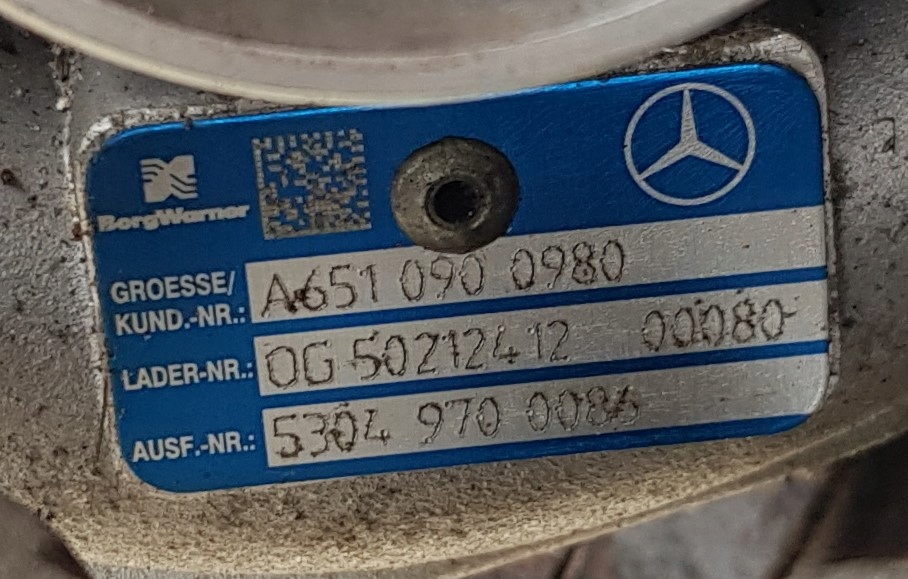 BorgWarner
GROESSE/
KUND.-NR.: A651 090 0980
LADER-NR.: OG 50212412 00080
AUSF.-NR.: 5304 970 0086